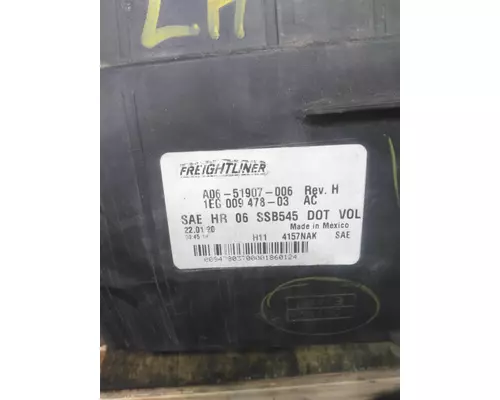 LH
FREIGHTLINER
A06-51907-006 Rev. H
1EG 009 478-03 AC
SAE HR 06 SSB545 DOT VOL
22.01.20 Made in Mexico
H11 4157NAK SAE